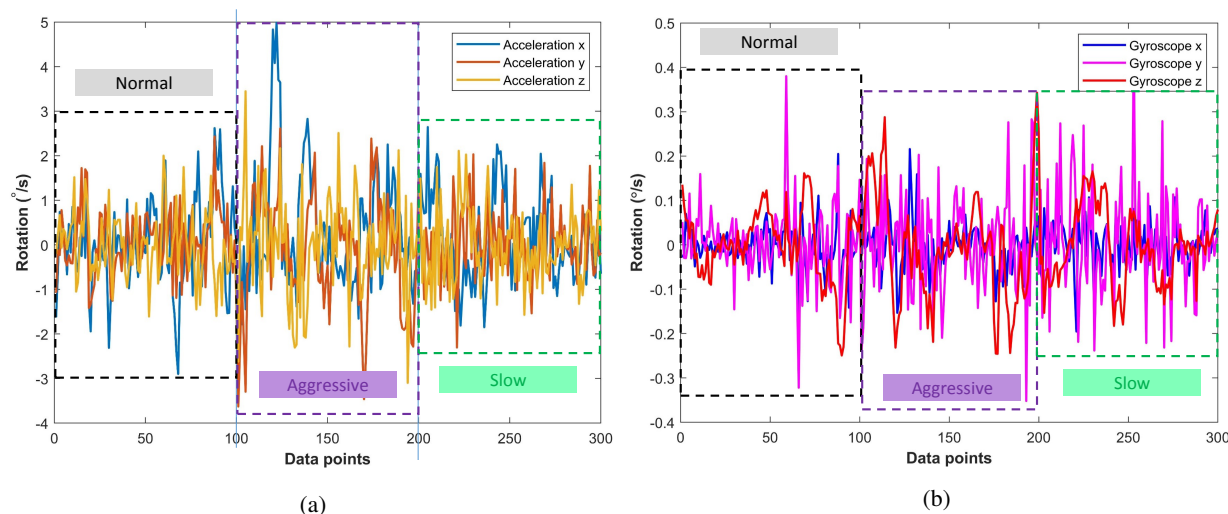 5
4
3
2
1
0
-1
-2
-3
-4
Rotation (°/s)
0
50
100
150
200
250
300
Data points
Normal
Aggressive
Slow
Acceleration x
Acceleration y
Acceleration z
(a)
0.5
0.4
0.3
0.2
0.1
0
-0.1
-0.2
-0.3
-0.4
Rotation (°/s)
0
50
100
150
200
250
300
Data points
Normal
Aggressive
Slow
Gyroscope x
Gyroscope y
Gyroscope z
(b)